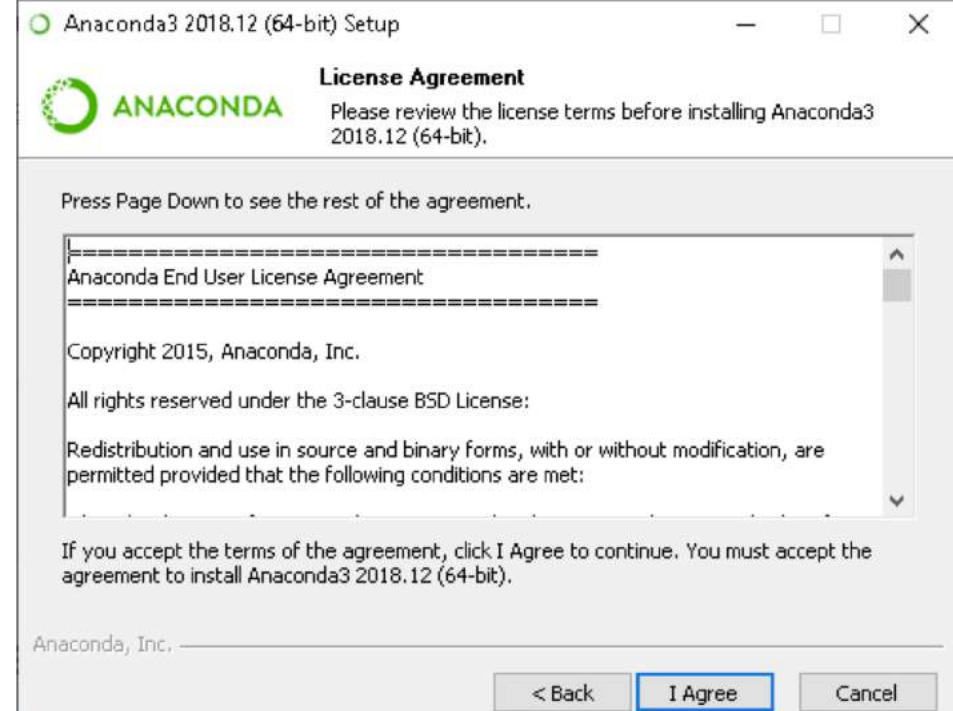 Anaconda3 2018.12 (64-bit) Setup
ANACONDA
License Agreement
Please review the license terms before installing Anaconda3
2018.12 (64-bit).
Press Page Down to see the rest of the agreement.
===================================
Anaconda End User License Agreement
===================================
Copyright 2015, Anaconda, Inc.
All rights reserved under the 3-clause BSD License:
Redistribution and use in source and binary forms, with or without modification, are
permitted provided that the following conditions are met:
If you accept the terms of the agreement, click I Agree to continue. You must accept the
agreement to install Anaconda3 2018.12 (64-bit).
Anaconda, Inc.
< Back
I Agree
Cancel